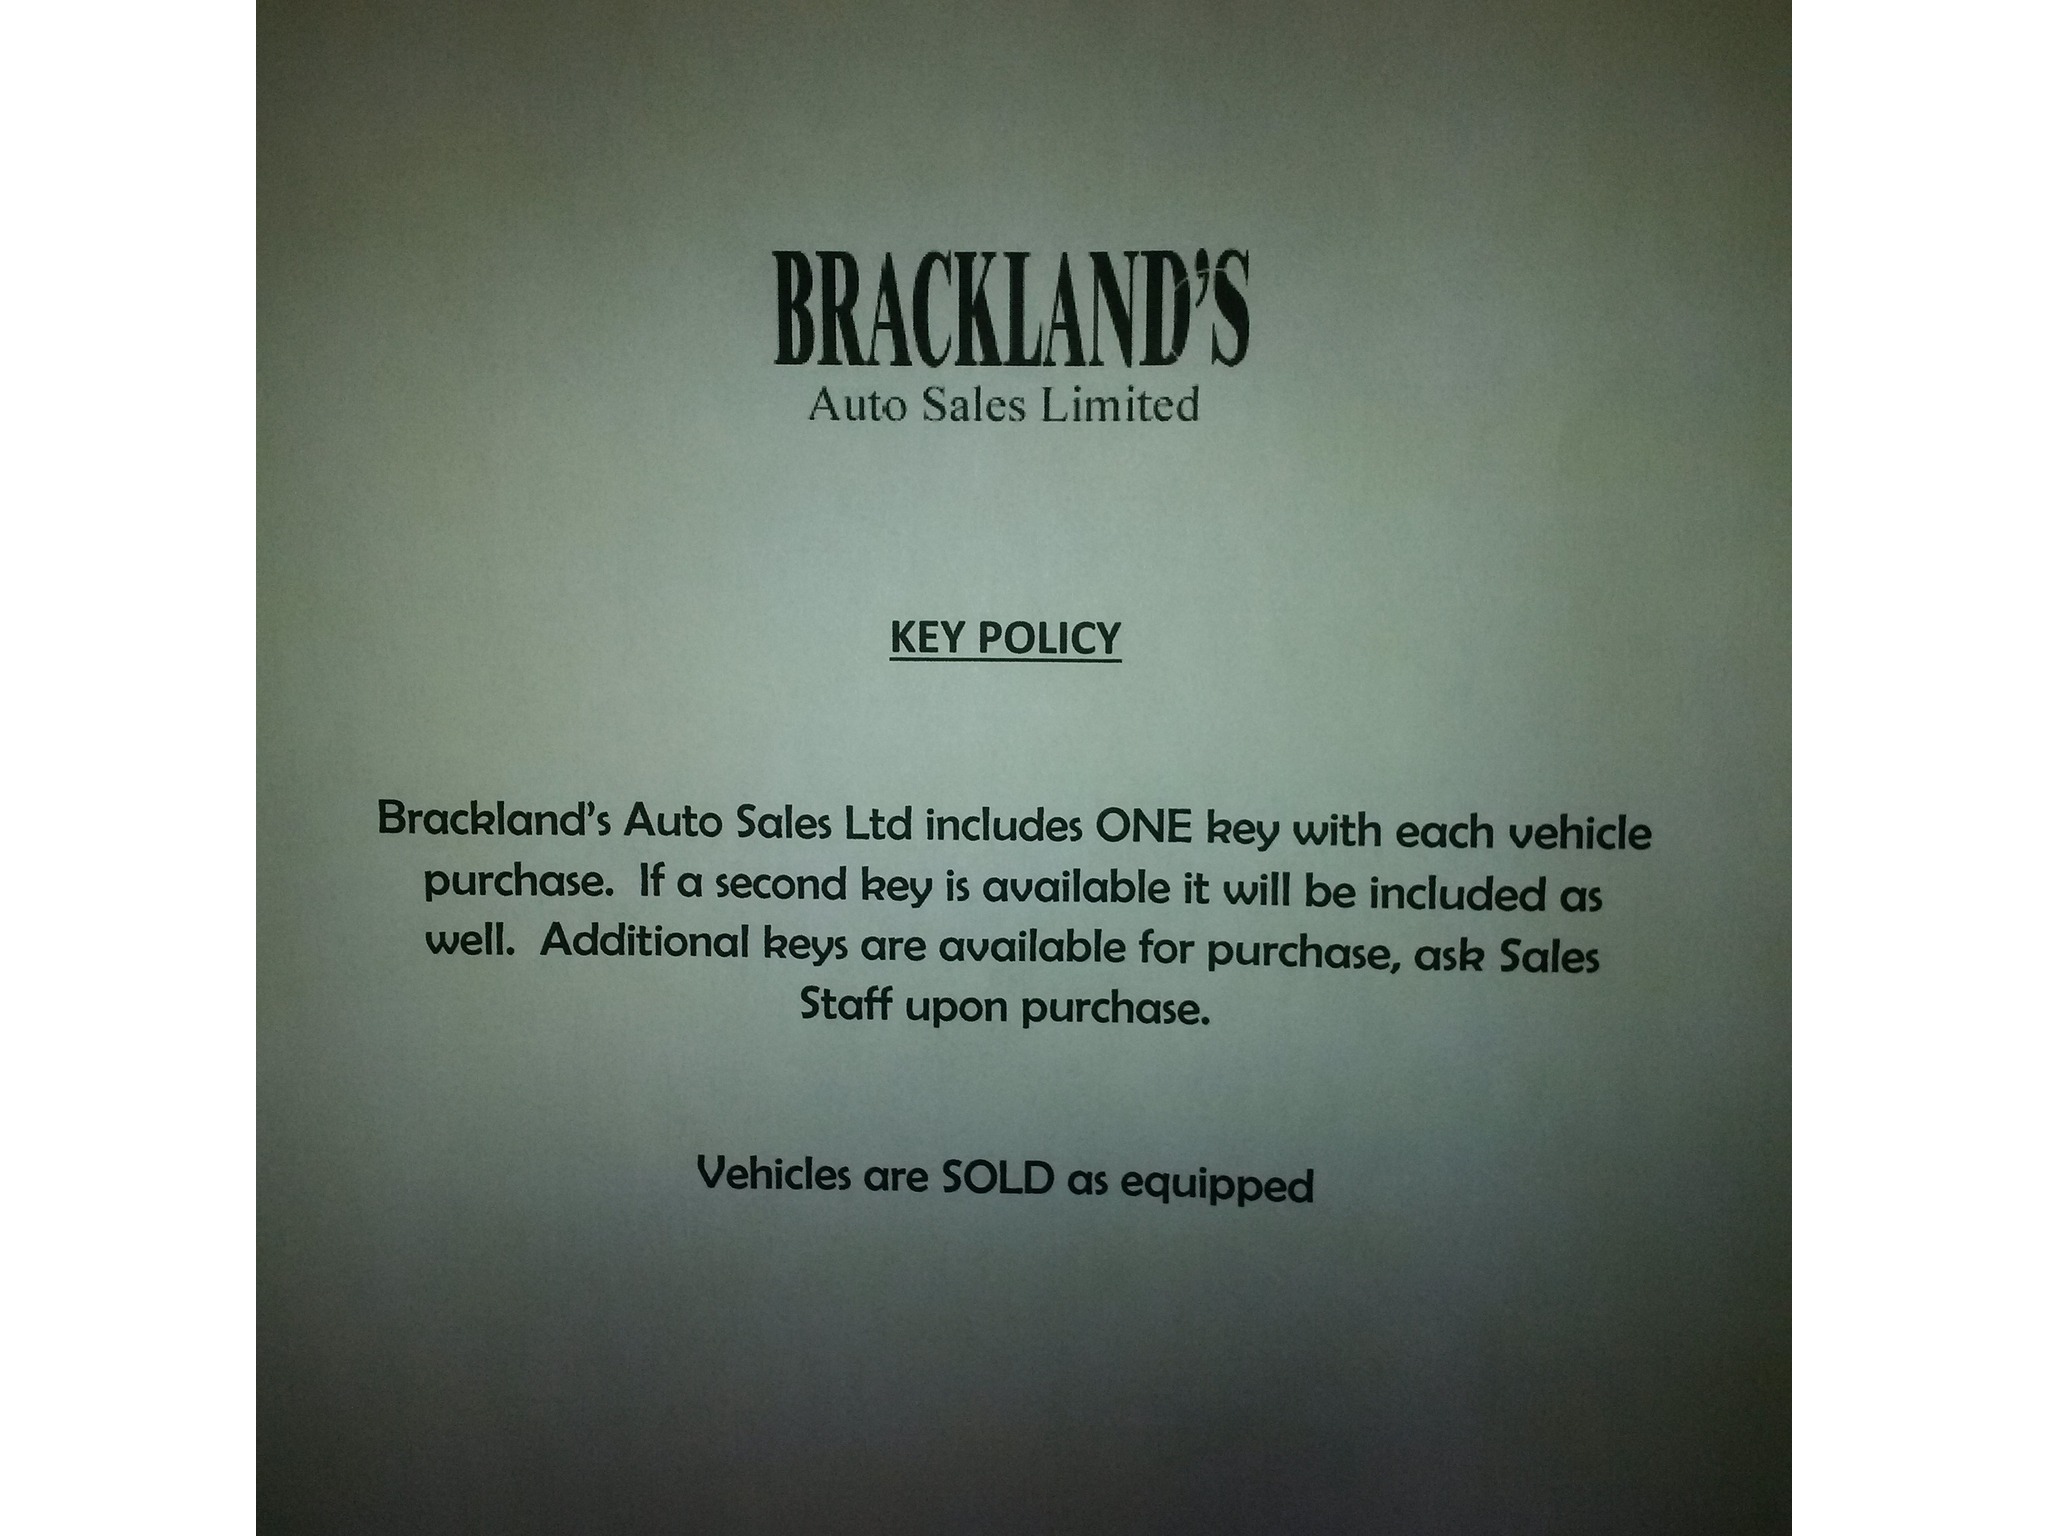 BRACKLAND'S
Auto Sales Limited
KEY POLICY
Brackland's Auto Sales Ltd includes ONE key with each vehicle
purchase.  If a second key is available it will be included as
well.  Additional keys are available for purchase, ask Sales
Staff upon purchase.
Vehicles are SOLD as equipped